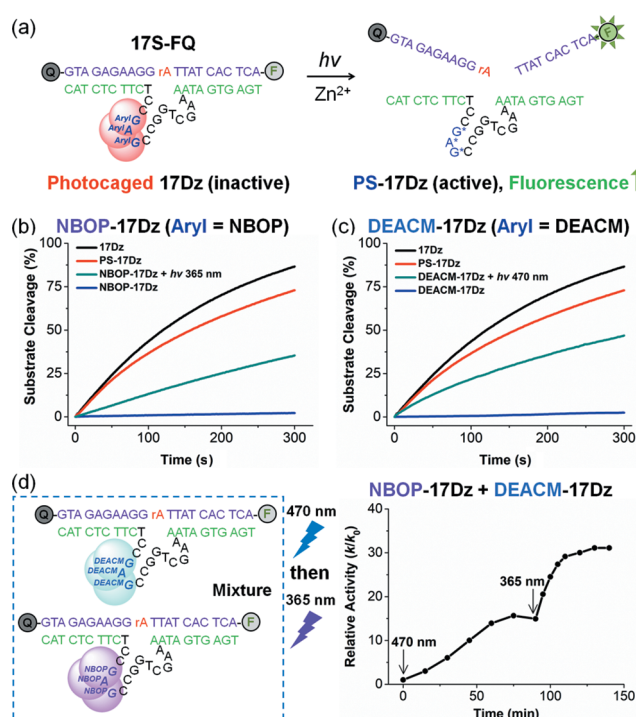 (a)
17S-FQ
Q-GTA GAGAAGG rA TTAT CAC TCA-F
CAT CTC TTCT
AATA GTG AGT
C
C
G
A
G
C
C
G
G
T
C
G
A
A
Aryl
Aryl
Aryl
Photocaged 17Dz (inactive)
hv
Zn2+
Q
-GTA GAGAAGG rA
TTAT CAC TCA
F
CAT CTC TTCT
AATA GTG AGT
C
C
G*
A*
G*
C
C
G
G
T
C
G
A
A
PS-17Dz (active), Fluorescence
(b) NBOP-17Dz (Aryl = NBOP)
Substrate Cleavage (%)
100
75
50
25
0
17Dz
PS-17Dz
NBOP-17Dz + hv 365 nm
NBOP-17Dz
0 100 200 300
Time (s)
(c) DEACM-17Dz (Aryl = DEACM)
Substrate Cleavage (%)
100
75
50
25
0
17Dz
PS-17Dz
DEACM-17Dz + hv 470 nm
DEACM-17Dz
0 100 200 300
Time (s)
(d)
Q-GTA GAGAAGG rA TTAT CAC TCA-F
CAT CTC TTCT
AATA GTG AGT
C
C
DEACM G
DEACM A
DEACM G
C
C
G
G
T
C
G
A
A
Mixture
Q-GTA GAGAAGG rA TTAT CAC TCA-F
CAT CTC TTCT
AATA GTG AGT
C
C
NBOP G
NBOP A
NBOP G
C
C
G
G
T
C
G
A
A
470 nm
then
365 nm
NBOP-17Dz + DEACM-17Dz
Relative Activity (k/k0)
40
30
20
10
0
470 nm
365 nm
0 50 100 150
Time (min)